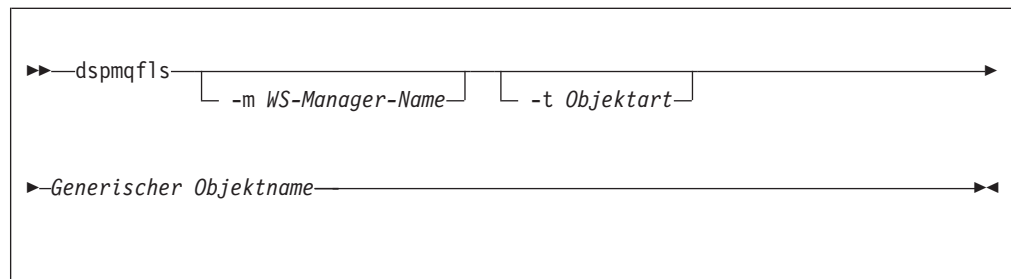 dspmqfls
-m WS-Manager-Name
-t Objektart
Generischer Objektname